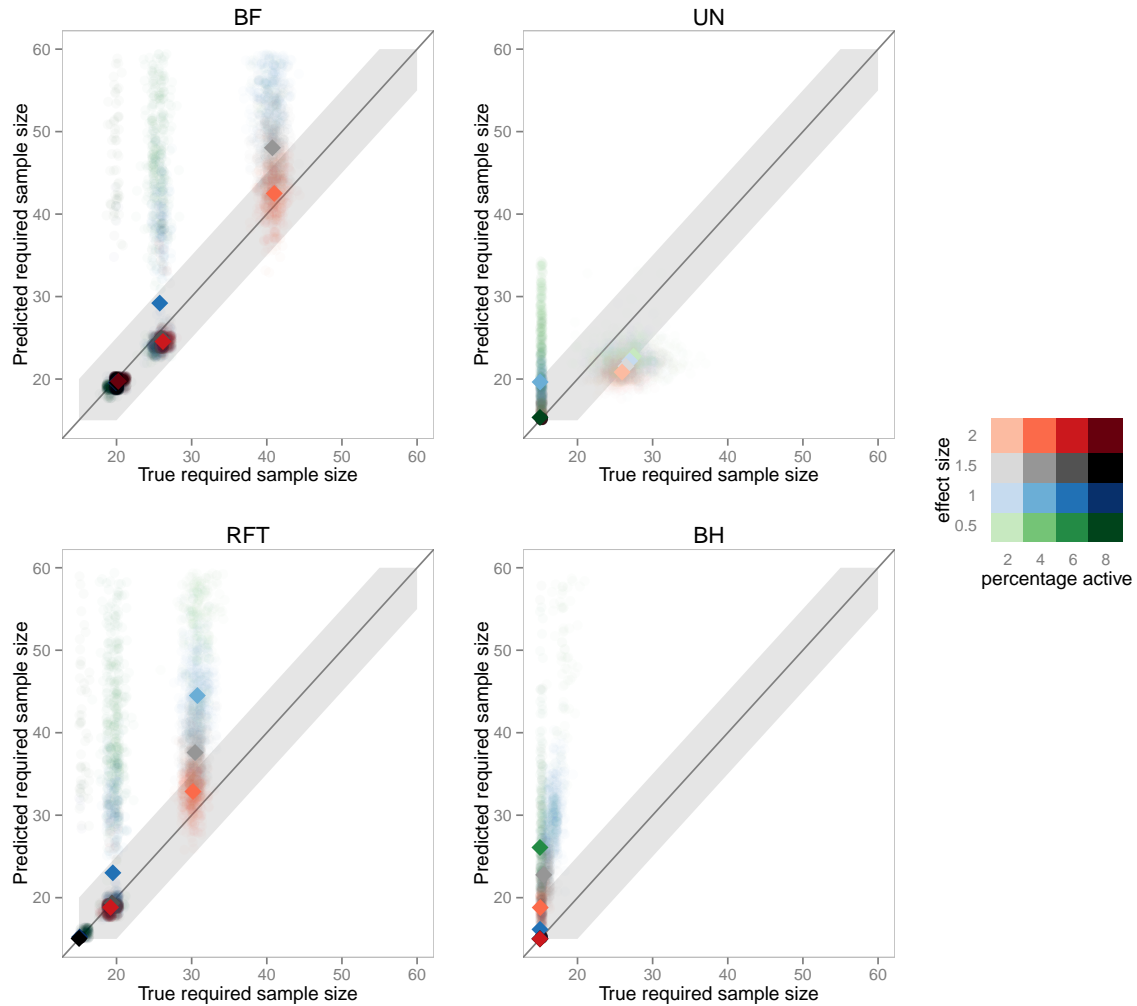 BF
UN
60
50
40
30
20
Predicted required sample size
20 30 40 50 60
True required sample size
60
50
40
30
20
Predicted required sample size
20 30 40 50 60
True required sample size
RFT
BH
60
50
40
30
20
Predicted required sample size
20 30 40 50 60
True required sample size
60
50
40
30
20
Predicted required sample size
20 30 40 50 60
True required sample size
effect size
2
1.5
1
0.5
2 4 6 8
percentage active